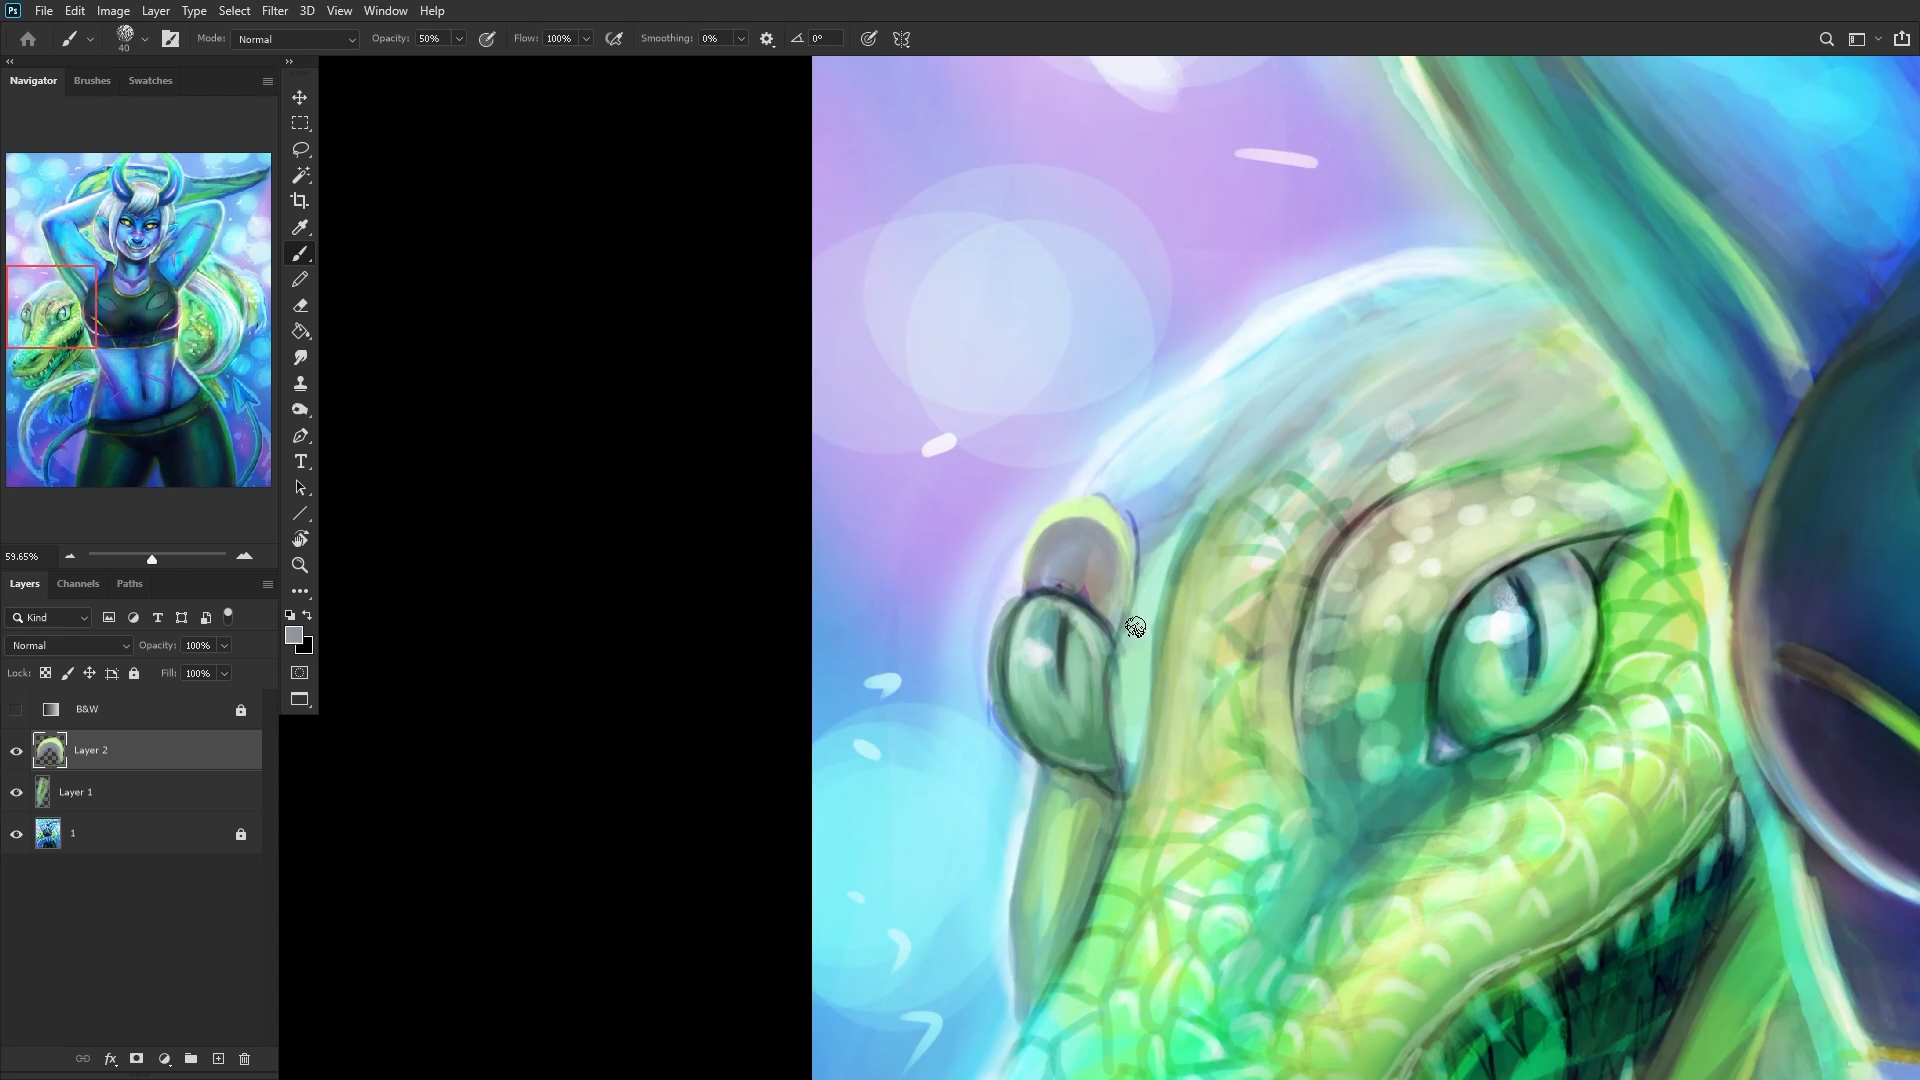 Ps File Edit Image Layer Type Select Filter 3D View Window Help
40 Mode: Normal Opacity: 50% Flow: 100% Smoothing: 0% 0°
Navigator Brushes Swatches
59.65%
Layers Channels Paths
Kind
Normal Opacity: 100%
Lock: Fill: 100%
B&W
Layer 2
Layer 1
1
fx